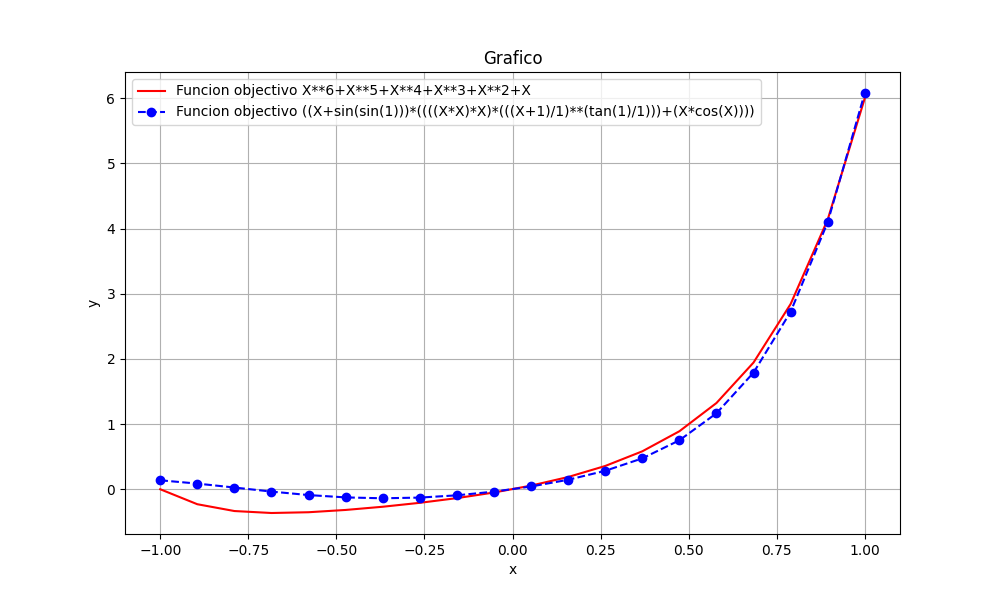 Grafico
Funcion objectivo X**6+X**5+X**4+X**3+X**2+X
Funcion objectivo ((X+sin(sin(1)))*((((X*X)*X)*(((X+1)/1)**(tan(1)/1)))+(X*cos(X))))
6
5
4
3
2
1
0
y
−1.00 −0.75 −0.50 −0.25 0.00 0.25 0.50 0.75 1.00
x